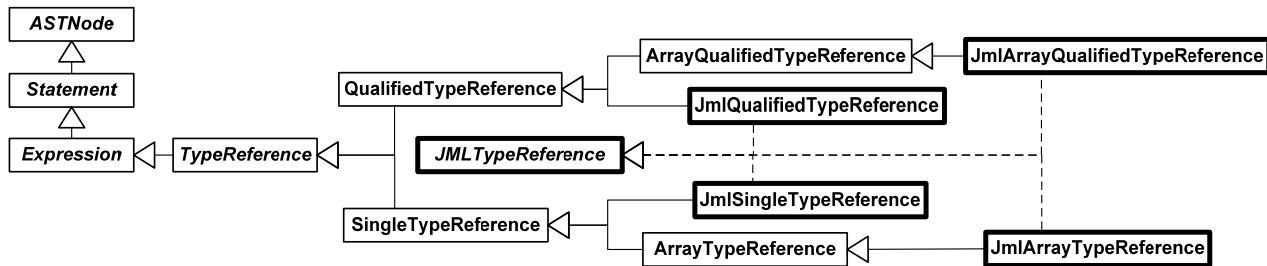 ASTNode
ArrayQualifiedTypeReference
JmlArrayQualifiedTypeReference
Statement
QualifiedTypeReference
JmlQualifiedTypeReference
Expression
TypeReference
JMLTypeReference
JmlSingleTypeReference
SingleTypeReference
ArrayTypeReference
JmlArrayTypeReference